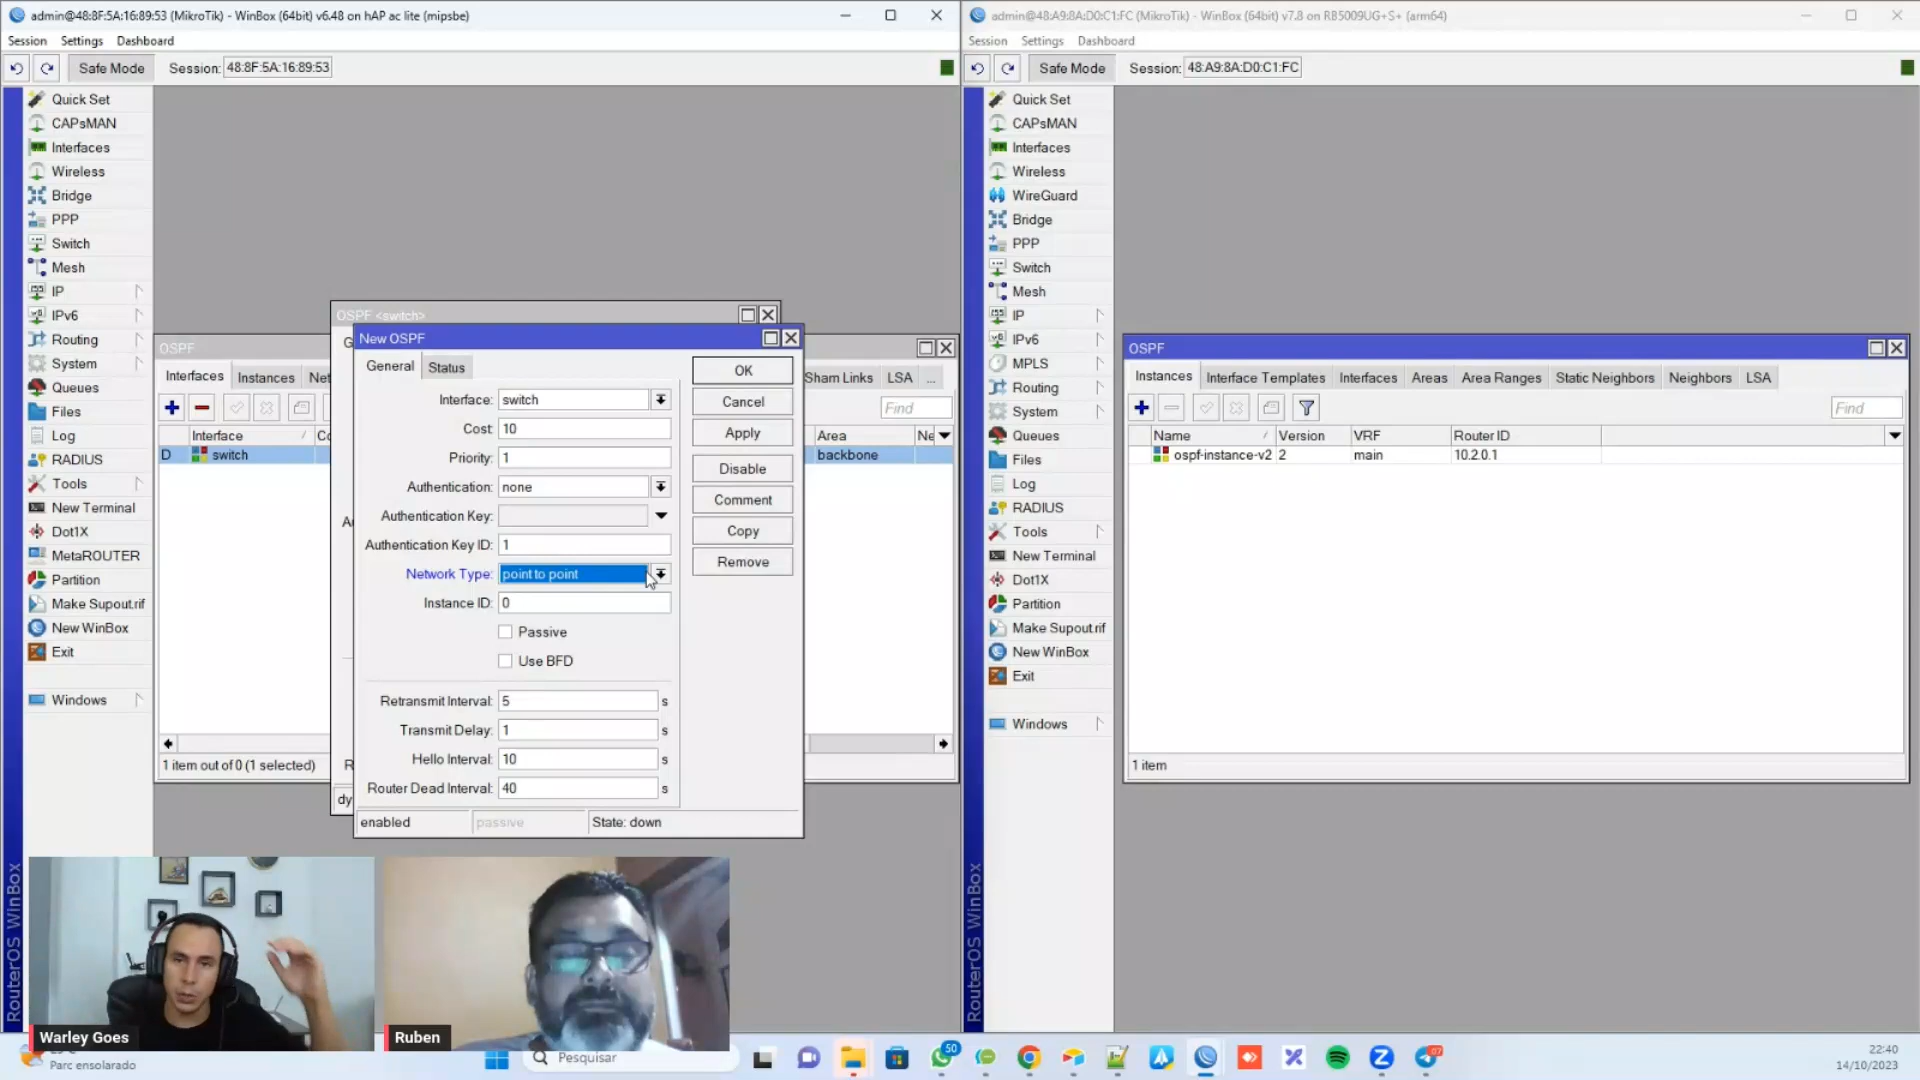 admin@48:8F:5A:16:89:53 (MikroTik) - WinBox (64bit) v6.48 on hAP ac lite (mipsbe)
Session Settings Dashboard
Safe Mode Session: 48:8F:5A:16:89:53
Quick Set
CAPsMAN
Interfaces
Wireless
Bridge
PPP
Switch
Mesh
IP
IPv6
Routing
System
Queues
Files
Log
RADIUS
Tools
New Terminal
Dot1X
MetaROUTER
Partition
Make Supout.rif
New WinBox
Exit
Windows
RouterOS WinBox
OSPF
Interfaces Instances Net
Sham Links LSA ...
Find
Interface Co
Area Ne
D switch
backbone
1 item out of 0 (1 selected)
OSPF <switch>
G
A
R
dy
New OSPF
General Status
Interface: switch
Cost: 10
Priority: 1
Authentication: none
Authentication Key:
Authentication Key ID: 1
Network Type: point to point
Instance ID: 0
Passive
Use BFD
Retransmit Interval: 5 s
Transmit Delay: 1 s
Hello Interval: 10 s
Router Dead Interval: 40 s
OK
Cancel
Apply
Disable
Comment
Copy
Remove
enabled passive State: down
admin@48:A9:8A:D0:C1:FC (MikroTik) - WinBox (64bit) v7.8 on RB5009UG+S+ (arm64)
Session Settings Dashboard
Safe Mode Session: 48:A9:8A:D0:C1:FC
Quick Set
CAPsMAN
Interfaces
Wireless
WireGuard
Bridge
PPP
Switch
Mesh
IP
IPv6
MPLS
Routing
System
Queues
Files
Log
RADIUS
Tools
New Terminal
Dot1X
Partition
Make Supout.rif
New WinBox
Exit
Windows
RouterOS WinBox
OSPF
Instances Interface Templates Interfaces Areas Area Ranges Static Neighbors Neighbors LSA
Find
Name Version VRF Router ID
ospf-instance-v2 2 main 10.2.0.1
1 item
Warley Goes
Ruben
Parc ensolarado
Pesquisar
50
07
22:40
14/10/2023